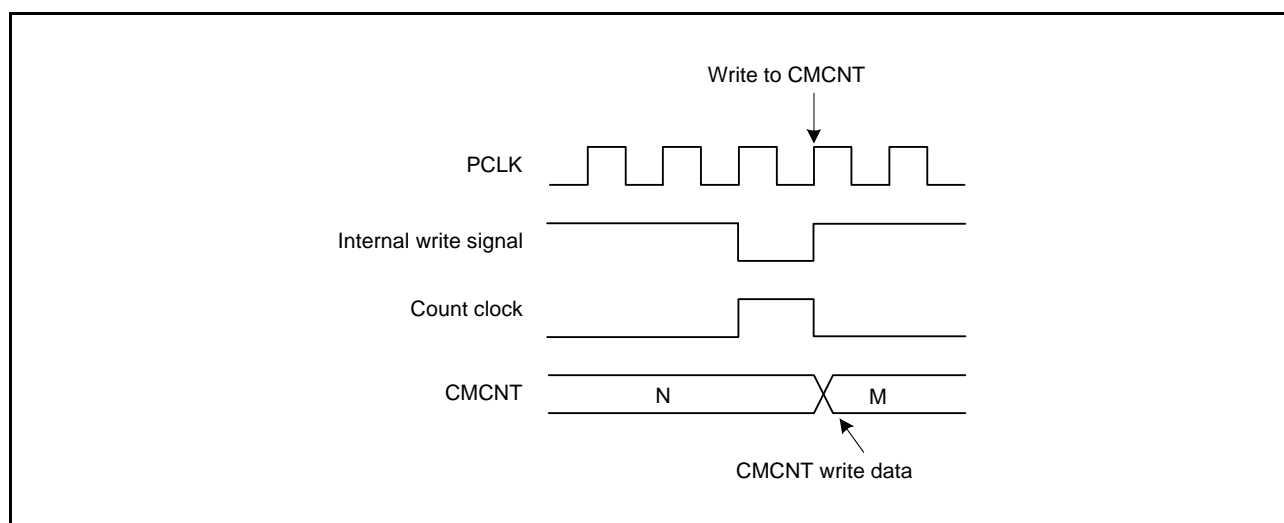 Write to CMCNT
PCLK
Internal write signal
Count clock
CMCNT
N
M
CMCNT write data